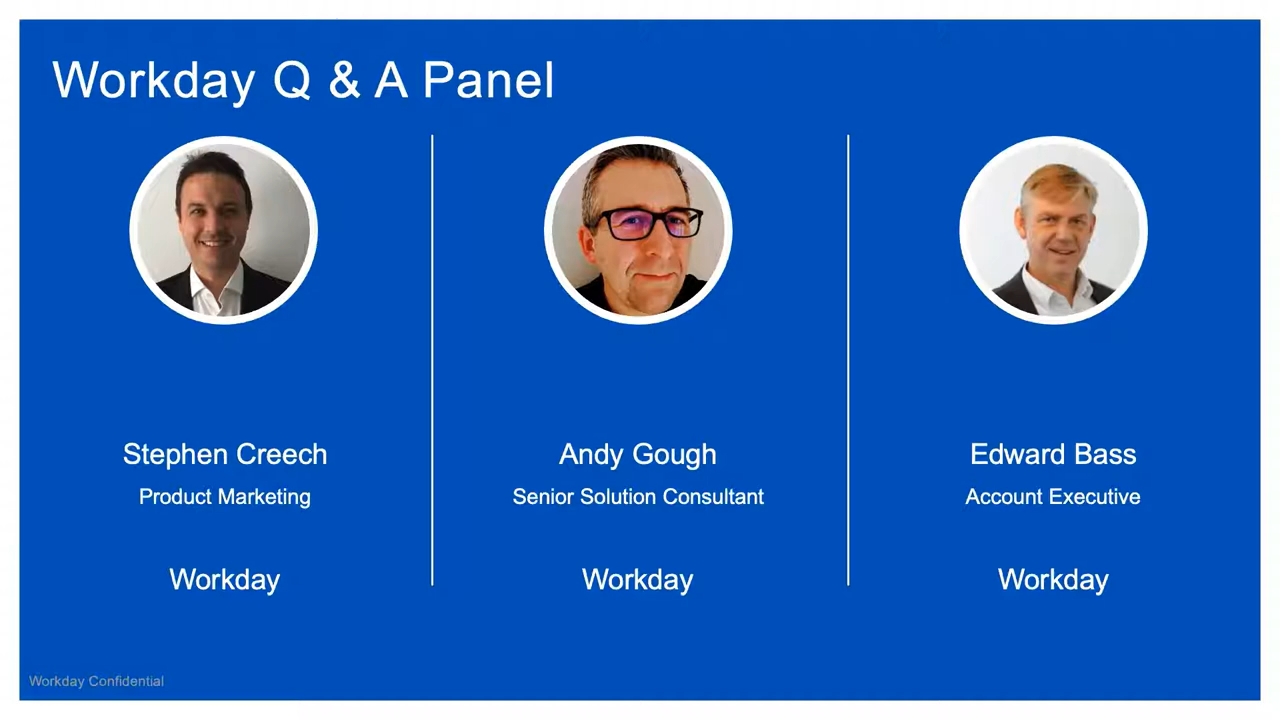 Workday Q & A Panel
Stephen Creech
Product Marketing
Workday
Andy Gough
Senior Solution Consultant
Workday
Edward Bass
Account Executive
Workday
Workday Confidential